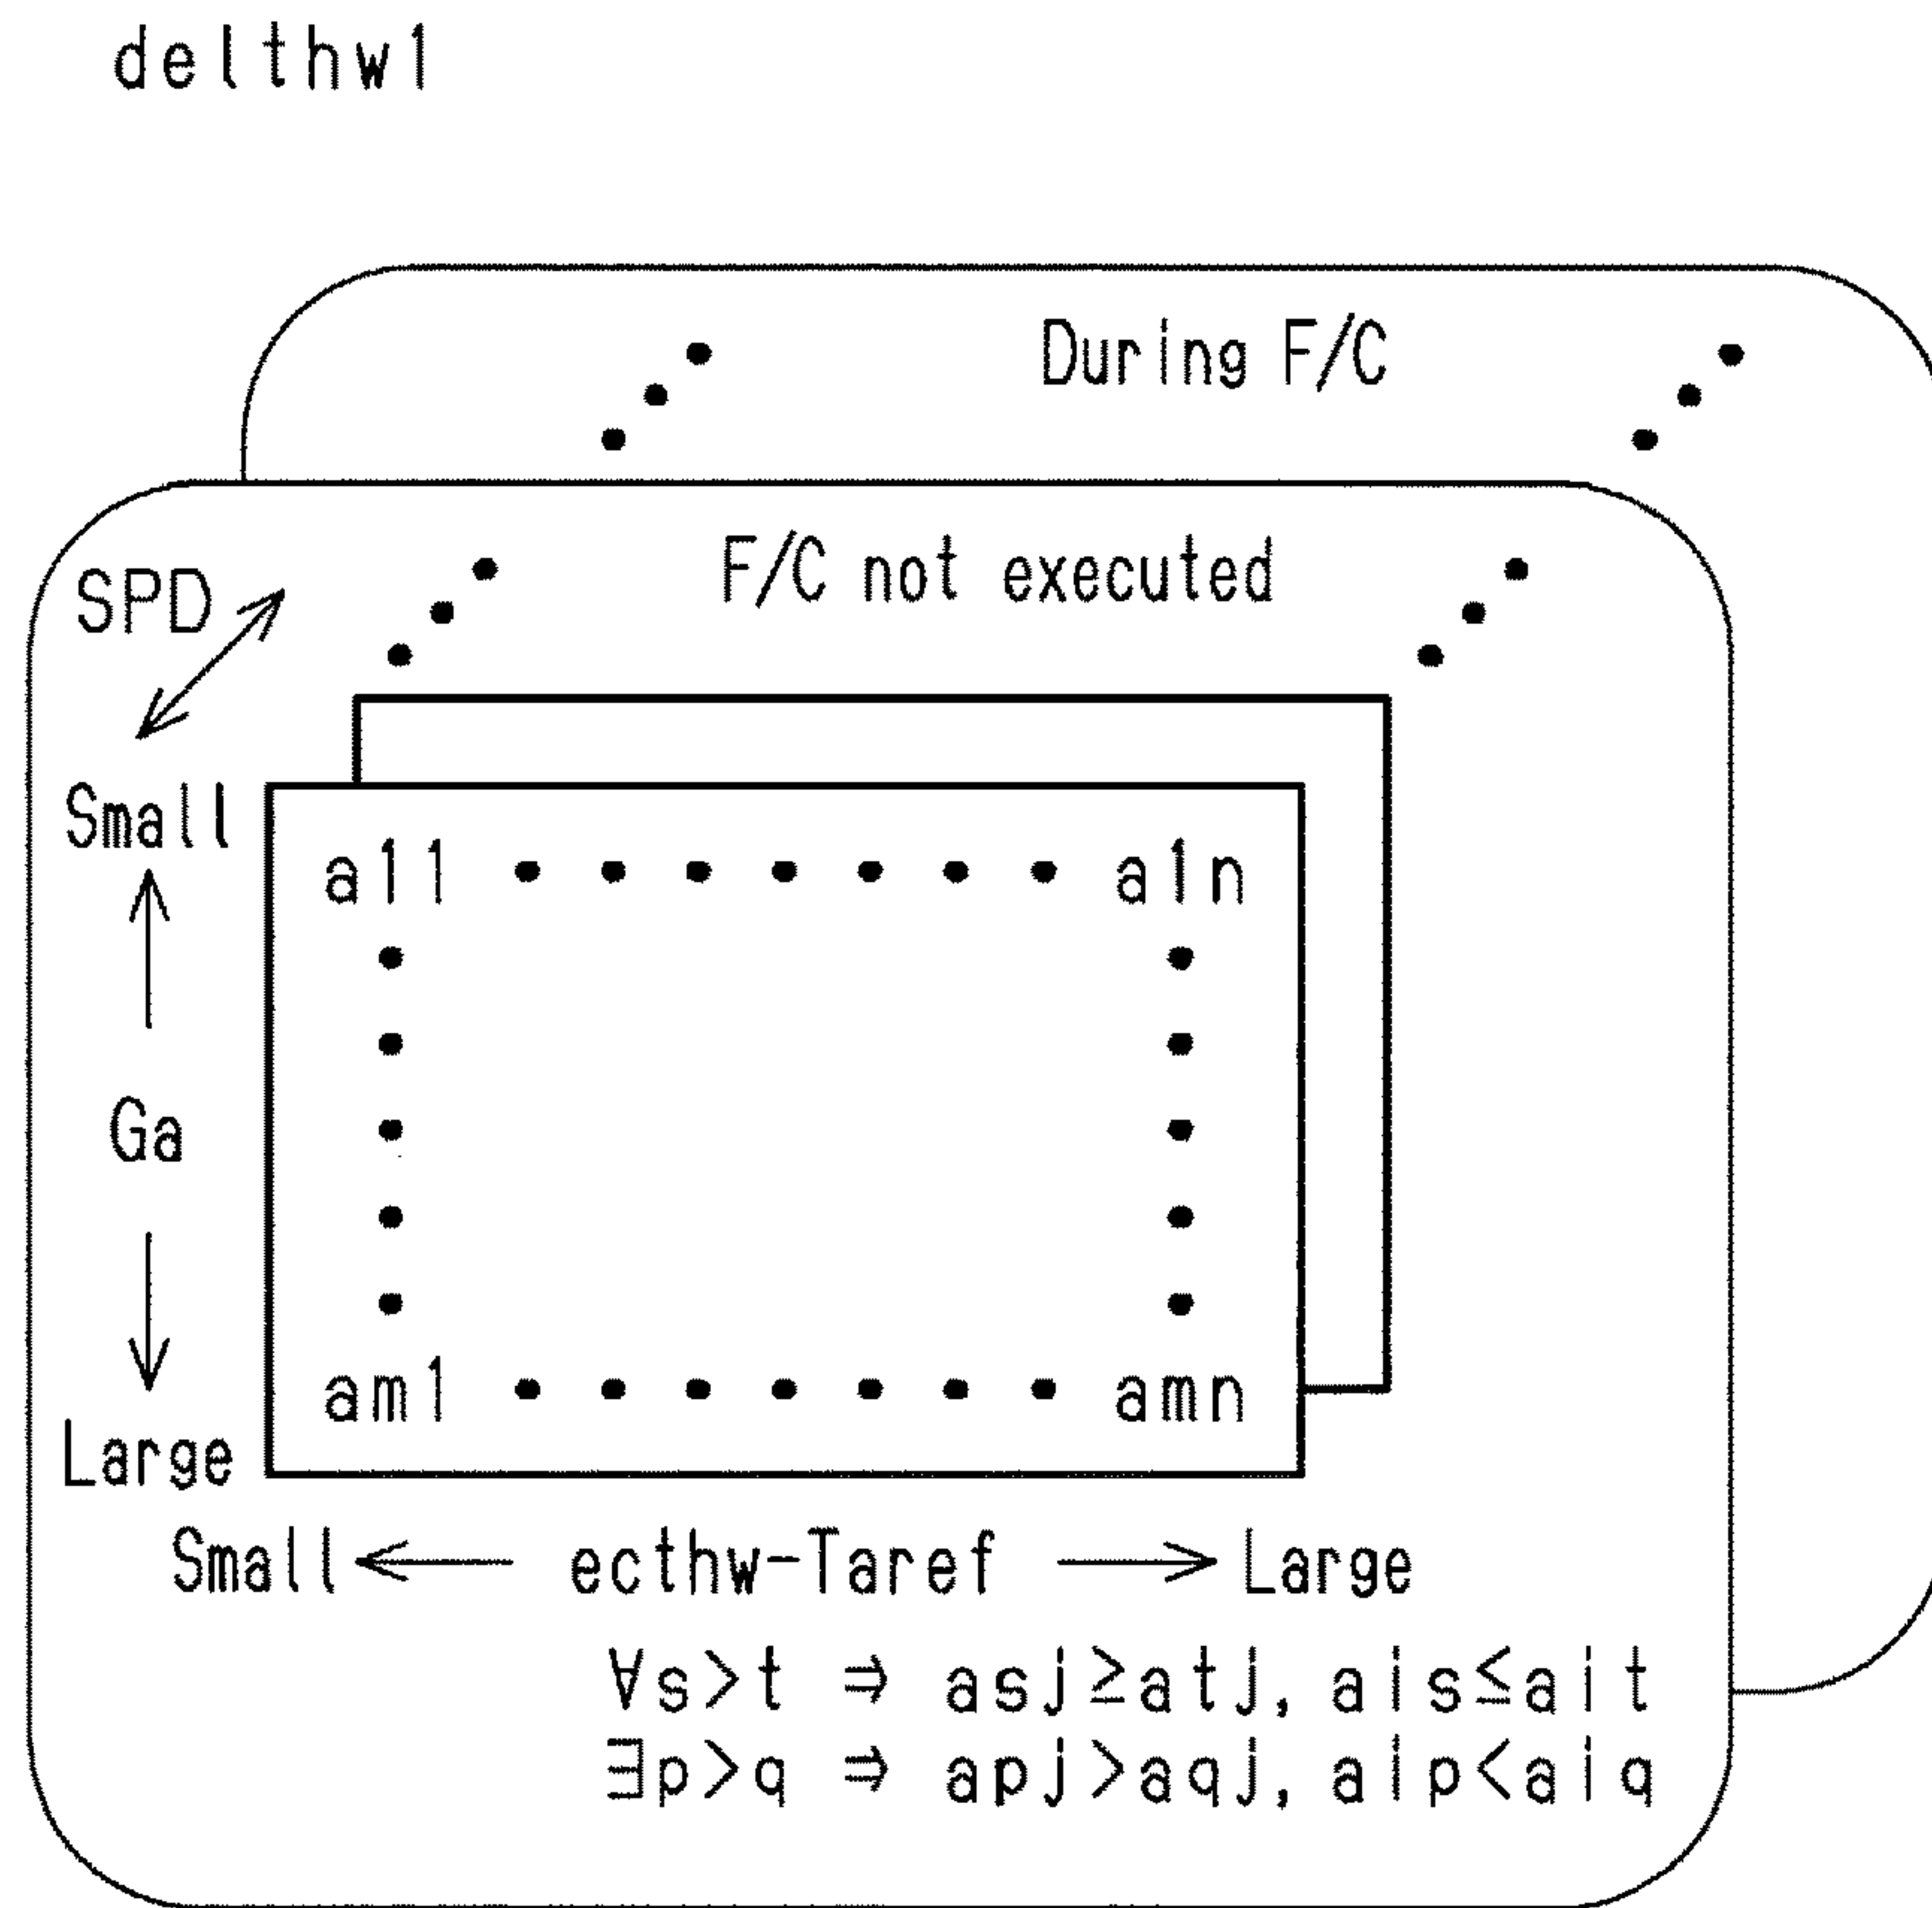 delthw1
During F/C
F/C not executed
SPD
Small
a11 • • • • • • • a1n
Ga
am1 • • • • • • • amn
Large
Small ← ecthw-Taref → Large
∀s>t ⇒ asj≧atj, ais≦ait
∃p>q ⇒ apj>aqj, aip<aiq